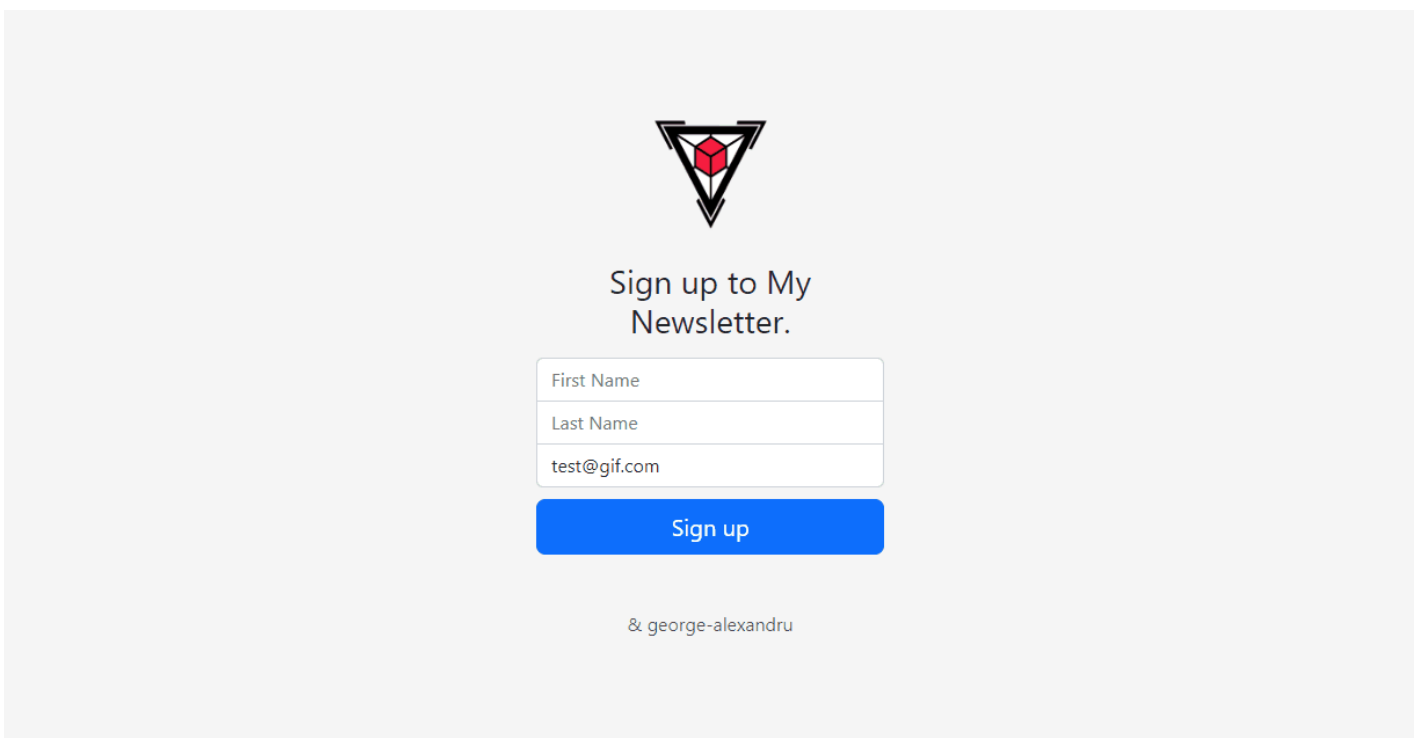 Sign up to My
Newsletter.
First Name
Last Name
test@gif.com
Sign up
& george-alexandru